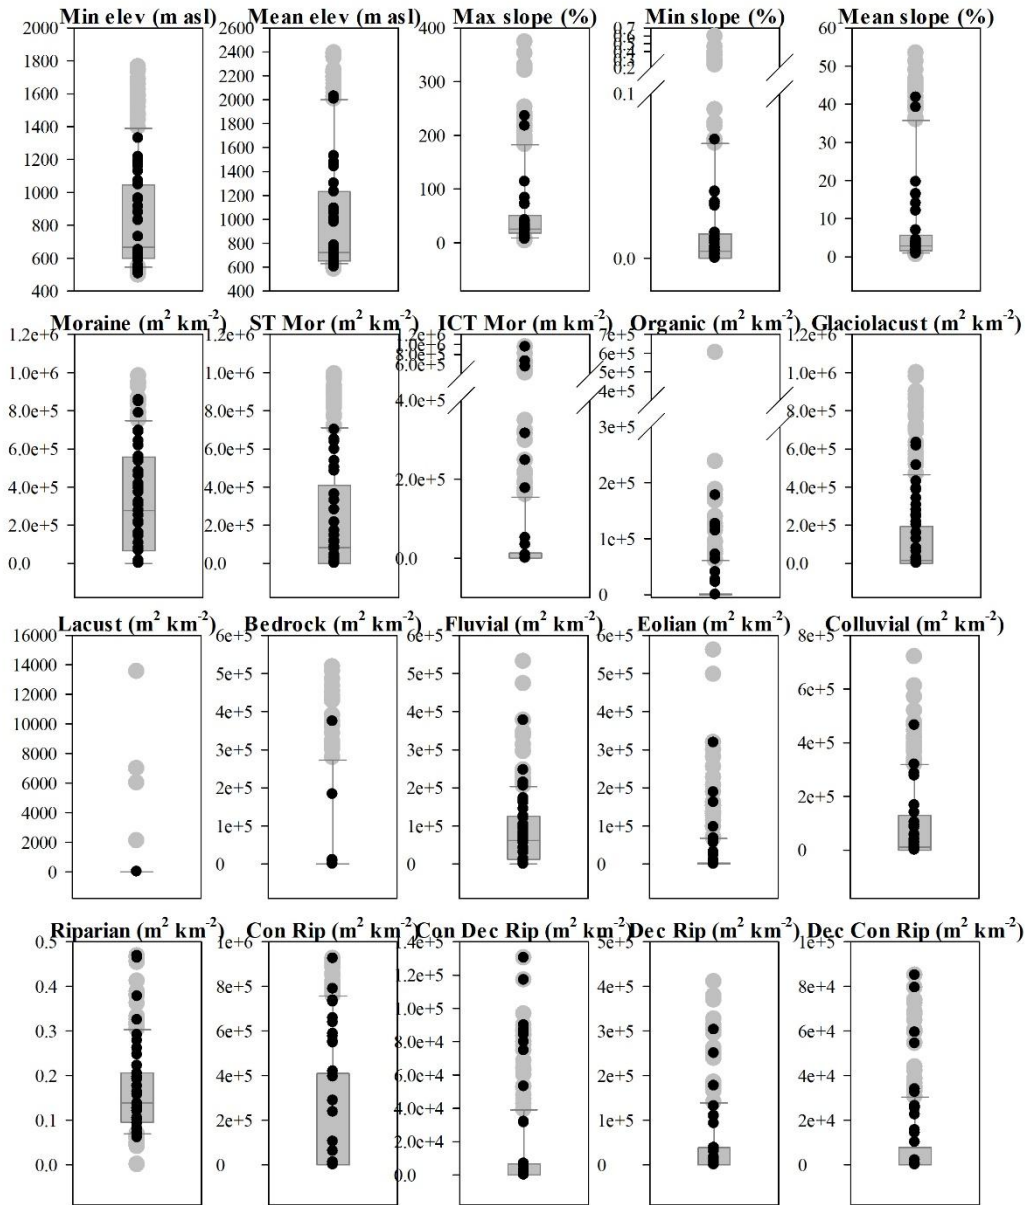 Min elev (m asl) Mean elev (m asl) Max slope (%) Min slope (%) Mean slope (%)
2000 1800 1600 1400 1200 1000 800 600 400
2600 2400 2200 2000 1800 1600 1400 1200 1000 800 600 400
400 300 200 100 0
0.7 0.6 0.5 0.4 0.3 0.2 0.1 0.0
60 50 40 30 20 10 0
Moraine (m² km⁻²) ST Mor (m² km⁻²) ICT Mor (m km⁻²) Organic (m² km⁻²) Glaciolacust (m² km⁻²)
1.2e+6 1.0e+6 8.0e+5 6.0e+5 4.0e+5 2.0e+5 0.0
1.2e+6 1.0e+6 8.0e+5 6.0e+5 4.0e+5 2.0e+5 0.0
1.0e+6 8.0e+5 6.0e+5 4.0e+5 2.0e+5 0.0
7e+5 6e+5 5e+5 4e+5 3e+5 2e+5 1e+5 0
1.2e+6 1.0e+6 8.0e+5 6.0e+5 4.0e+5 2.0e+5 0.0
Lacust (m² km⁻²) Bedrock (m² km⁻²) Fluvial (m² km⁻²) Eolian (m² km⁻²) Colluvial (m² km⁻²)
16000 14000 12000 10000 8000 6000 4000 2000 0
6e+5 5e+5 4e+5 3e+5 2e+5 1e+5 0
6e+5 5e+5 4e+5 3e+5 2e+5 1e+5 0
6e+5 5e+5 4e+5 3e+5 2e+5 1e+5 0
8e+5 6e+5 4e+5 2e+5 0
Riparian (m² km⁻²) Con Rip (m² km⁻²) Con Dec Rip (m² km⁻²) Dec Rip (m² km⁻²) Dec Con Rip (m² km⁻²)
0.5 0.4 0.3 0.2 0.1 0.0
1e+6 8e+5 6e+5 4e+5 2e+5 0
1.4e+5 1.2e+5 1.0e+5 8.0e+4 6.0e+4 4.0e+4 2.0e+4 0.0
5e+5 4e+5 3e+5 2e+5 1e+5 0
1e+5 8e+4 6e+4 4e+4 2e+4 0